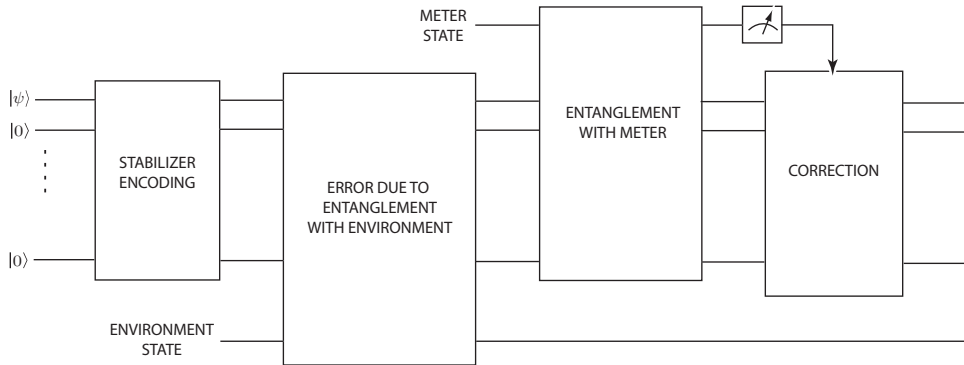 METER
STATE
|ψ⟩
|0⟩
|0⟩
STABILIZER
ENCODING
ERROR DUE TO
ENTANGLEMENT
WITH ENVIRONMENT
ENTANGLEMENT
WITH METER
CORRECTION
ENVIRONMENT
STATE